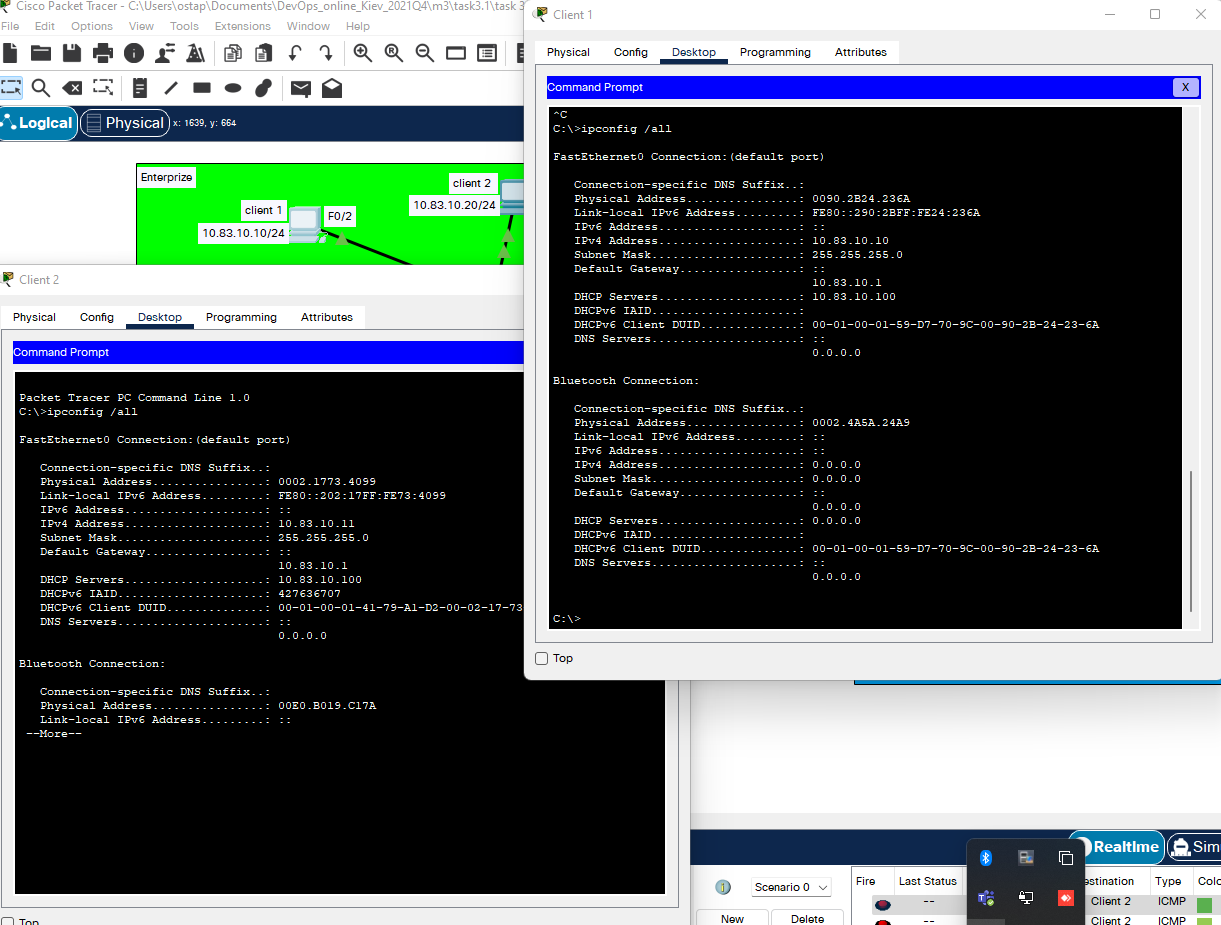 Cisco Packet Tracer - C:\Users\ostap\Documents\DevOps_online_Kiev_2021Q4\m3\task3.1\task 3
File Edit Options View Tools Extensions Window Help
Logical Physical x: 1639, y: 664
Enterprize
client 2
10.83.10.20/24
client 1
F0/2
10.83.10.10/24
Client 2
Physical Config Desktop Programming Attributes
Command Prompt
Packet Tracer PC Command Line 1.0
C:\>ipconfig /all
FastEthernet0 Connection:(default port)
Connection-specific DNS Suffix..:
Physical Address................: 0002.1773.4099
Link-local IPv6 Address.........: FE80::202:17FF:FE73:4099
IPv6 Address....................: ::
IPv4 Address....................: 10.83.10.11
Subnet Mask.....................: 255.255.255.0
Default Gateway.................: ::
10.83.10.1
DHCP Servers....................: 10.83.10.100
DHCPv6 IAID.....................: 427636707
DHCPv6 Client DUID..............: 00-01-00-01-41-79-A1-D2-00-02-17-73
DNS Servers.....................: ::
0.0.0.0
Bluetooth Connection:
Connection-specific DNS Suffix..:
Physical Address................: 00E0.B019.C17A
Link-local IPv6 Address.........: ::
--More--
Top
Client 1
Physical Config Desktop Programming Attributes
Command Prompt
X
^C
C:\>ipconfig /all
FastEthernet0 Connection:(default port)
Connection-specific DNS Suffix..:
Physical Address................: 0090.2B24.236A
Link-local IPv6 Address.........: FE80::290:2BFF:FE24:236A
IPv6 Address....................: ::
IPv4 Address....................: 10.83.10.10
Subnet Mask.....................: 255.255.255.0
Default Gateway.................: ::
10.83.10.1
DHCP Servers....................: 10.83.10.100
DHCPv6 IAID.....................:
DHCPv6 Client DUID..............: 00-01-00-01-59-D7-70-9C-00-90-2B-24-23-6A
DNS Servers.....................: ::
0.0.0.0
Bluetooth Connection:
Connection-specific DNS Suffix..:
Physical Address................: 0002.4A5A.24A9
Link-local IPv6 Address.........: ::
IPv6 Address....................: ::
IPv4 Address....................: 0.0.0.0
Subnet Mask.....................: 0.0.0.0
Default Gateway.................: ::
0.0.0.0
DHCP Servers....................: 0.0.0.0
DHCPv6 IAID.....................:
DHCPv6 Client DUID..............: 00-01-00-01-59-D7-70-9C-00-90-2B-24-23-6A
DNS Servers.....................: ::
0.0.0.0
C:\>
Top
Realtime Sim
Scenario 0
New Delete
Fire Last Status estination Type Colo
-- Client 2 ICMP
-- Client 2 ICMP